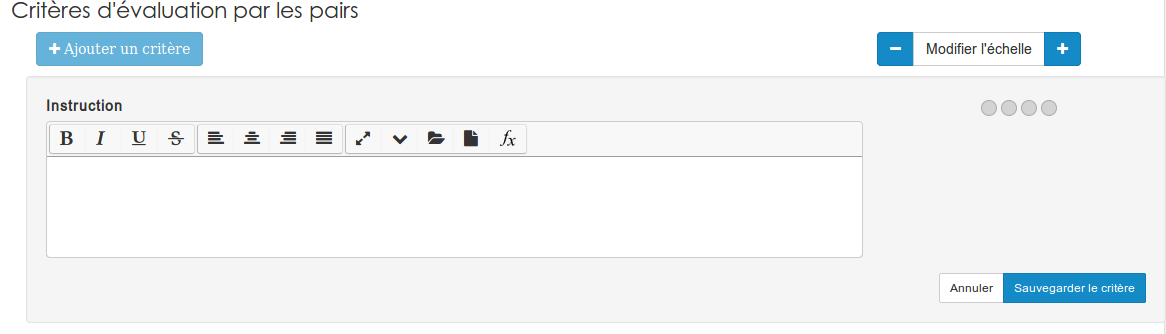 Critères d'évaluation par les pairs
+ Ajouter un critère
− Modifier l'échelle +
Instruction
B I U S fx
Annuler Sauvegarder le critère